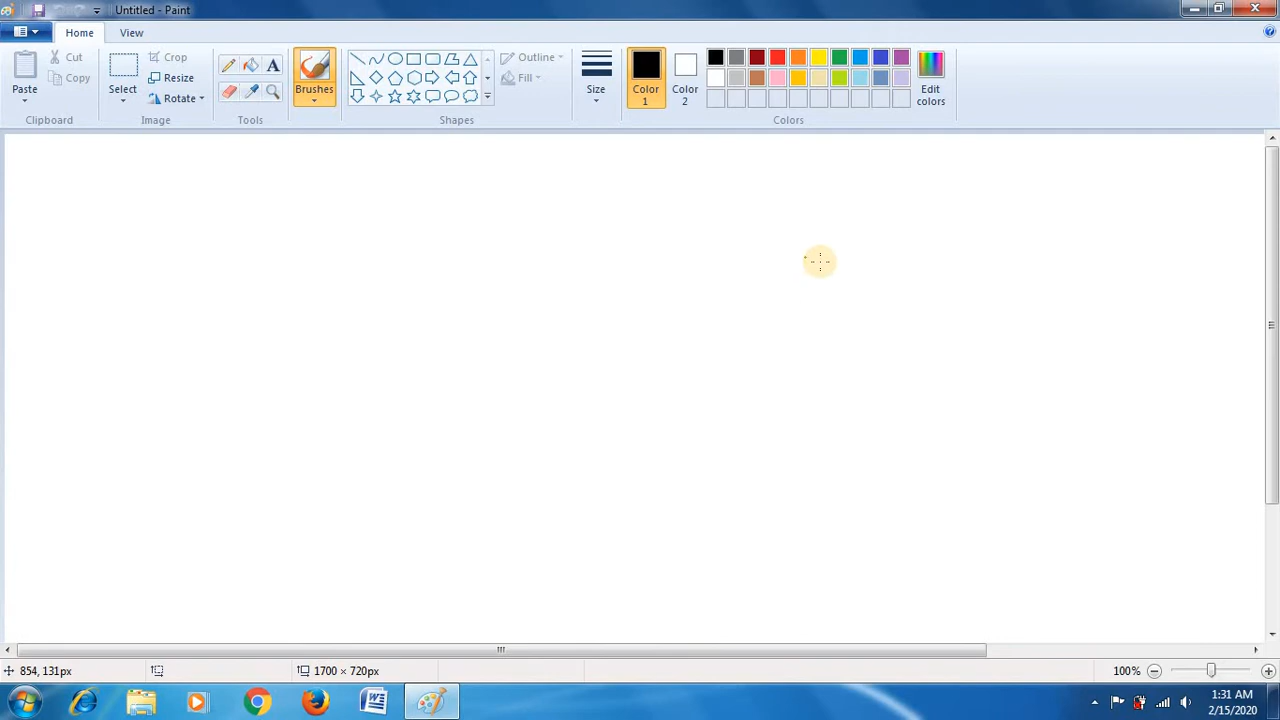 Untitled - Paint
Home View
Paste
Cut
Copy
Clipboard
Select
Crop
Resize
Rotate
Image
Tools
Brushes
Outline
Fill
Shapes
Size
Color 1
Color 2
Edit colors
Colors
854, 131px
1700 × 720px
100%
1:31 AM
2/15/2020